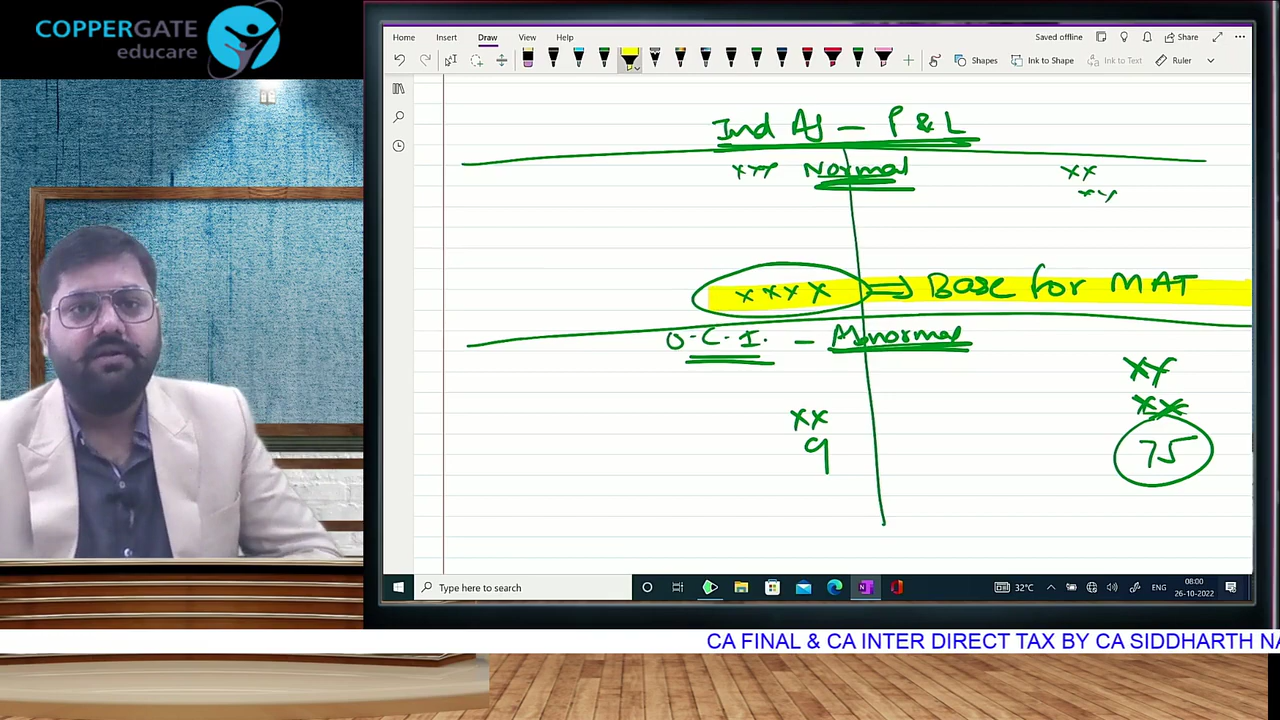 COPPERGATE
educare
Home Insert Draw View Help
Saved offline
Share
Shapes
Ink to Shape
Ink to Text
Ruler
Ind AS - P & L
xxx Normal xx
xx
xxxx ⇒ Base for MAT
O.C.I. - Abnormal
xx
xx
xx
9
75
Type here to search
32°C
ENG
08:00
26-10-2022
CA FINAL & CA INTER DIRECT TAX BY CA SIDDHARTH NA